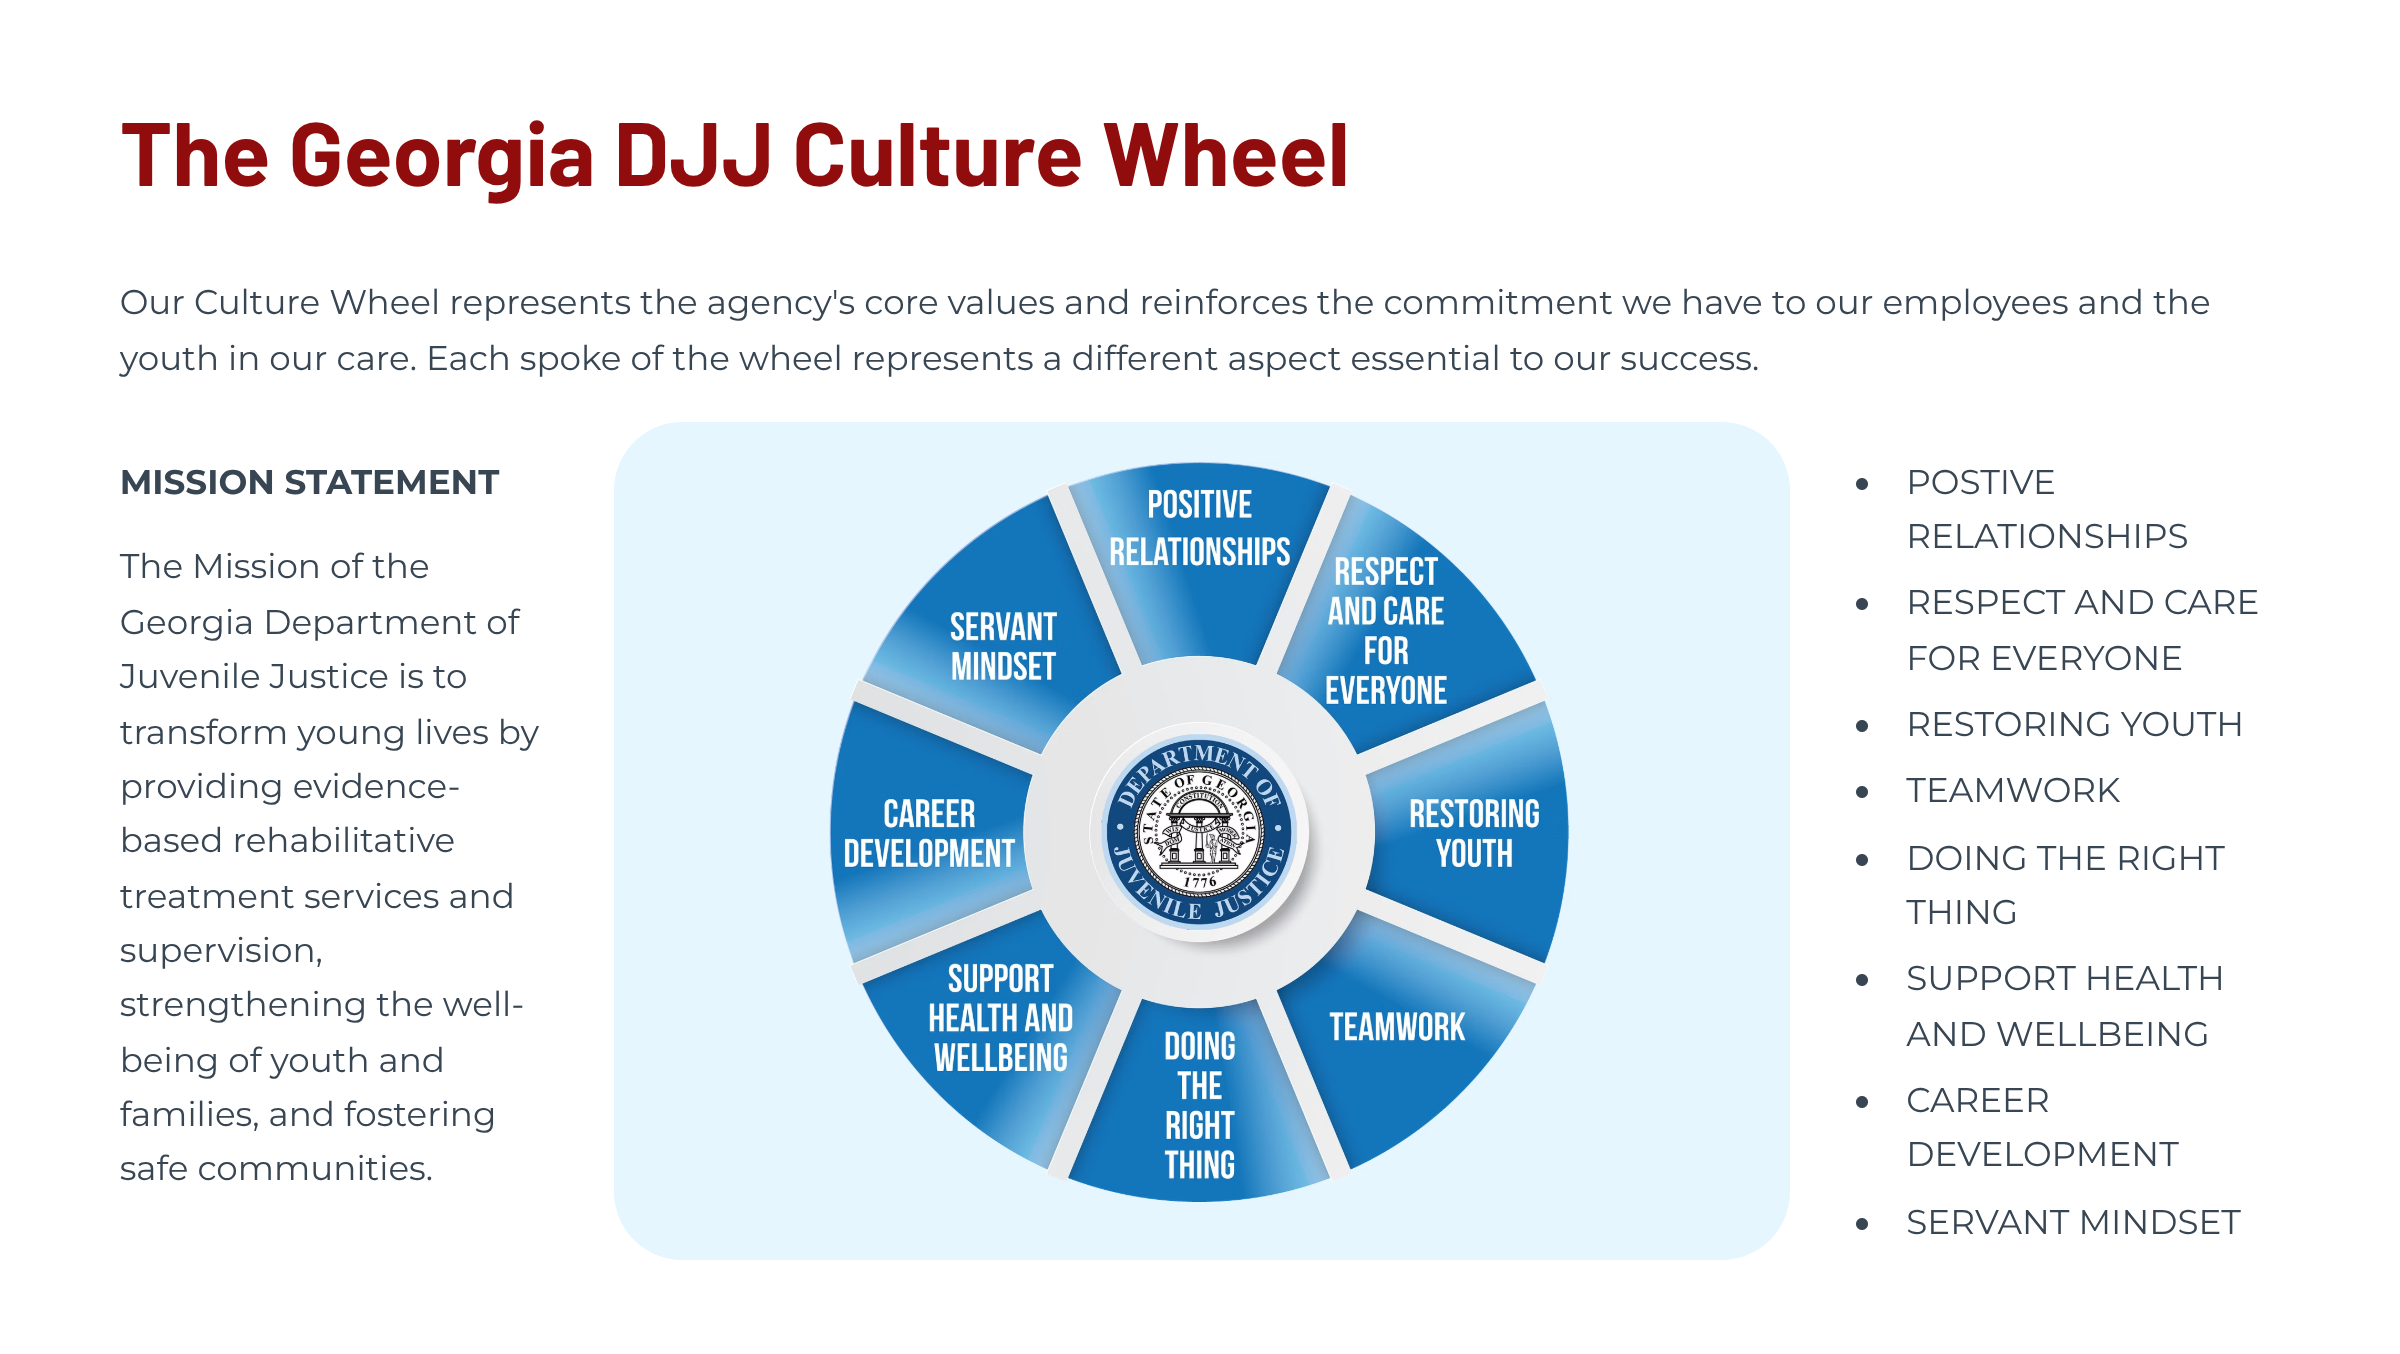 The Georgia DJJ Culture Wheel
Our Culture Wheel represents the agency's core values and reinforces the commitment we have to our employees and the
youth in our care. Each spoke of the wheel represents a different aspect essential to our success.
MISSION STATEMENT
The Mission of the
Georgia Department of
Juvenile Justice is to
transform young lives by
providing evidence-
based rehabilitative
treatment services and
supervision,
strengthening the well-
being of youth and
families, and fostering
safe communities.
POSITIVE
RELATIONSHIPS
RESPECT
AND CARE
FOR
EVERYONE
RESTORING
YOUTH
TEAMWORK
DOING
THE
RIGHT
THING
SUPPORT
HEALTH AND
WELLBEING
CAREER
DEVELOPMENT
SERVANT
MINDSET
DEPARTMENT OF
JUVENILE JUSTICE
STATE OF GEORGIA
CONSTITUTION
1776
• POSTIVE
RELATIONSHIPS
• RESPECT AND CARE
FOR EVERYONE
• RESTORING YOUTH
• TEAMWORK
• DOING THE RIGHT
THING
• SUPPORT HEALTH
AND WELLBEING
• CAREER
DEVELOPMENT
• SERVANT MINDSET